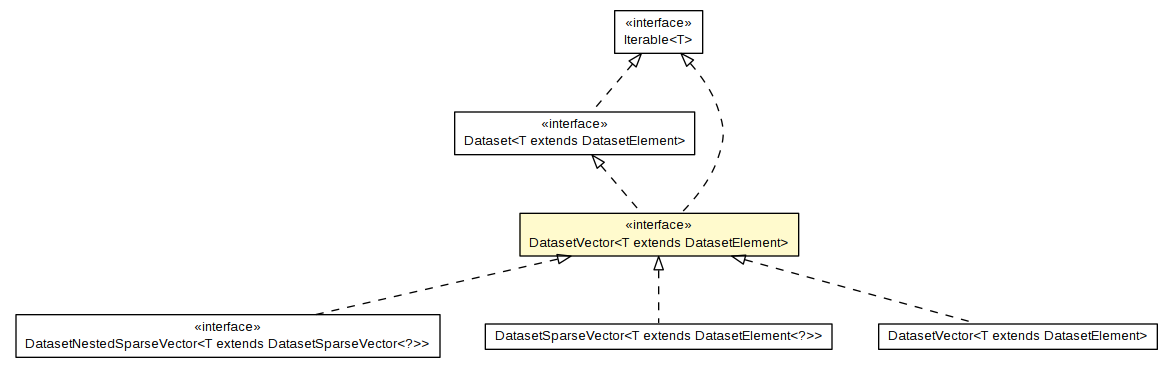 «interface»
Iterable<T>
«interface»
Dataset<T extends DatasetElement>
«interface»
DatasetVector<T extends DatasetElement>
«interface»
DatasetNestedSparseVector<T extends DatasetSparseVector<?>>
DatasetSparseVector<T extends DatasetElement<?>>
DatasetVector<T extends DatasetElement>